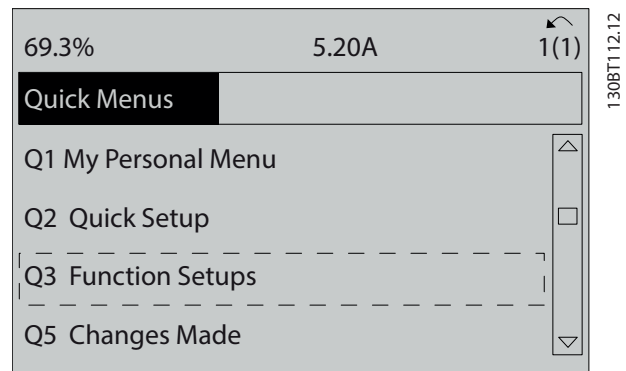 69.3% 5.20A 1(1)
Quick Menus
Q1 My Personal Menu
Q2 Quick Setup
Q3 Function Setups
Q5 Changes Made
130BT112.12